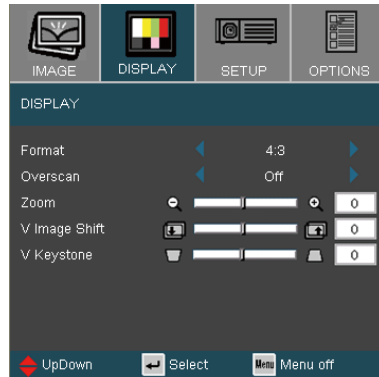 IMAGE DISPLAY SETUP OPTIONS
DISPLAY
Format 4:3
Overscan Off
Zoom 0
V Image Shift 0
V Keystone 0
UpDown Select Menu Menu off